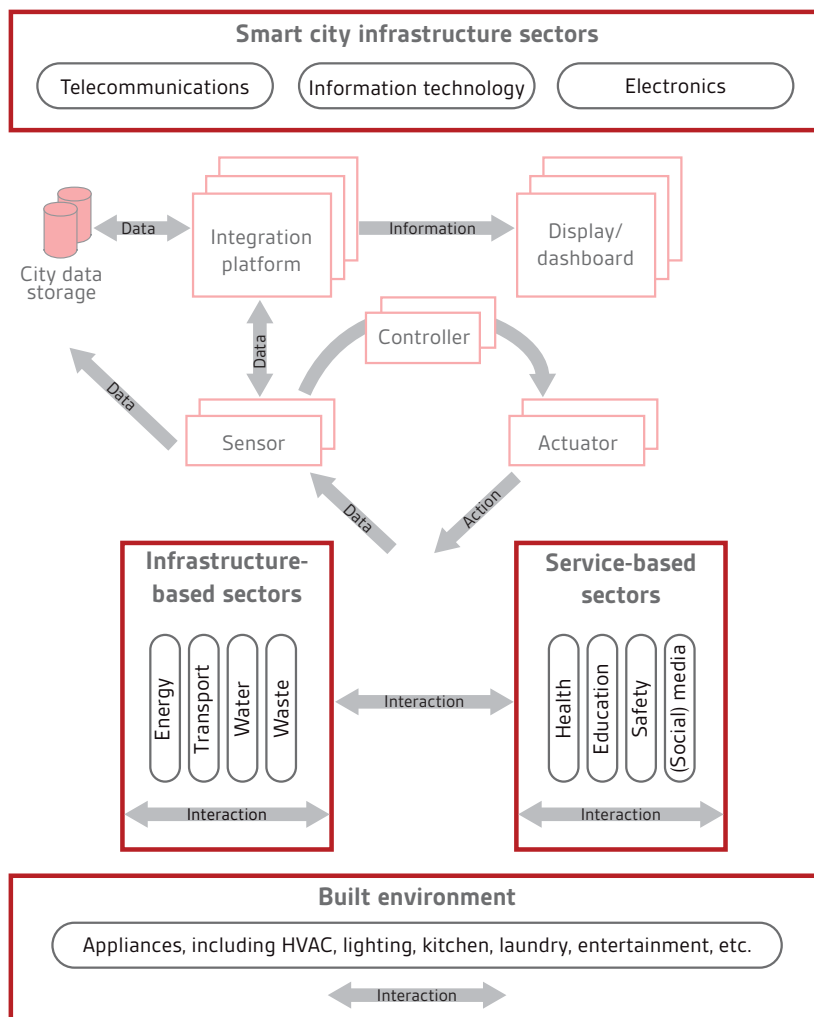 Smart city infrastructure sectors
Telecommunications
Information technology
Electronics
Data
Integration
platform
Information
Display/
dashboard
City data
storage
Controller
Data
Data
Sensor
Actuator
Data
Action
Infrastructure-
based sectors
Energy
Transport
Water
Waste
Interaction
Interaction
Service-based
sectors
Health
Education
Safety
(Social) media
Interaction
Built environment
Appliances, including HVAC, lighting, kitchen, laundry, entertainment, etc.
Interaction